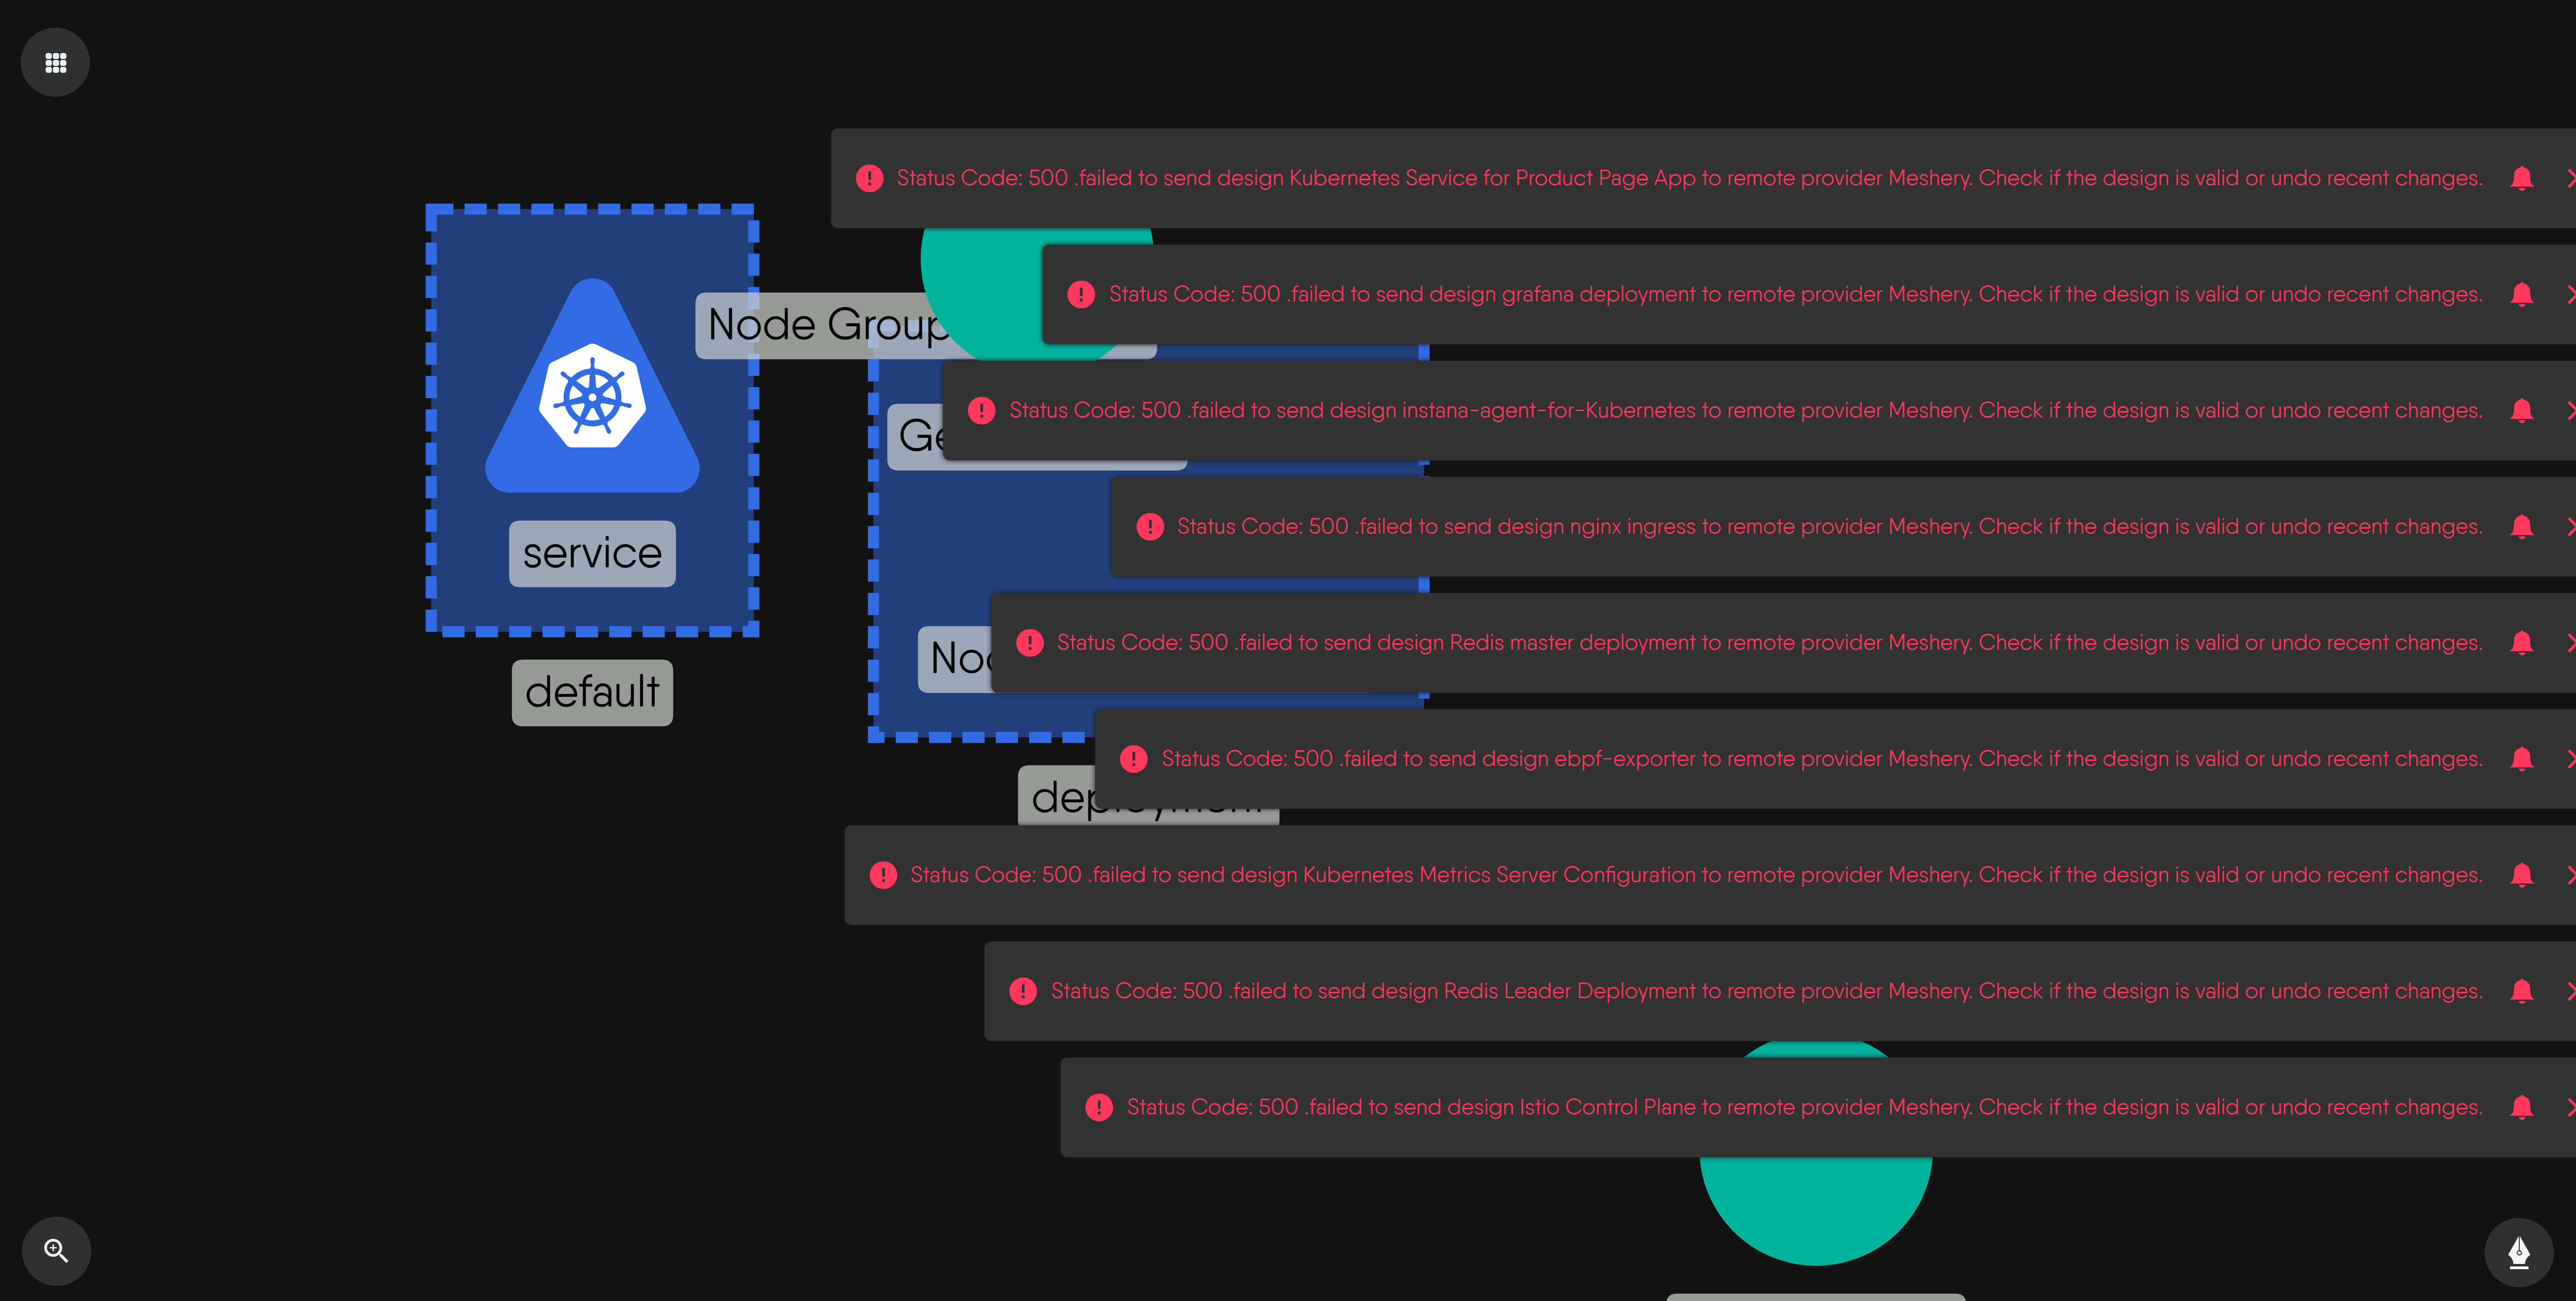 Status Code: 500 .failed to send design Kubernetes Service for Product Page App to remote provider Meshery. Check if the design is valid or undo recent changes.
Status Code: 500 .failed to send design grafana deployment to remote provider Meshery. Check if the design is valid or undo recent changes.
Node Group
Status Code: 500 .failed to send design instana-agent-for-Kubernetes to remote provider Meshery. Check if the design is valid or undo recent changes.
Status Code: 500 .failed to send design nginx ingress to remote provider Meshery. Check if the design is valid or undo recent changes.
service
Status Code: 500 .failed to send design Redis master deployment to remote provider Meshery. Check if the design is valid or undo recent changes.
default
Status Code: 500 .failed to send design ebpf-exporter to remote provider Meshery. Check if the design is valid or undo recent changes.
deployment
Status Code: 500 .failed to send design Kubernetes Metrics Server Configuration to remote provider Meshery. Check if the design is valid or undo recent changes.
Status Code: 500 .failed to send design Redis Leader Deployment to remote provider Meshery. Check if the design is valid or undo recent changes.
Status Code: 500 .failed to send design Istio Control Plane to remote provider Meshery. Check if the design is valid or undo recent changes.